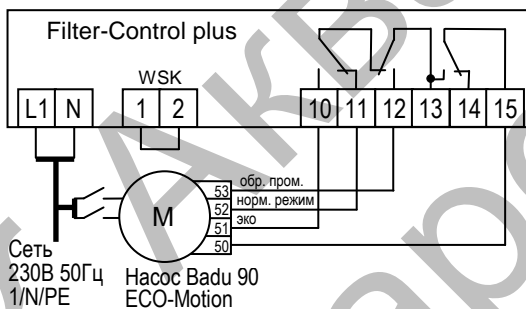 Filter-Control plus
WSK
L1 N 1 2 10 11 12 13 14 15
53 обр. пром.
52 норм. режим
51 эко
50
M
Сеть
230В 50Гц
1/N/PE
Насос Badu 90
ECO-Motion